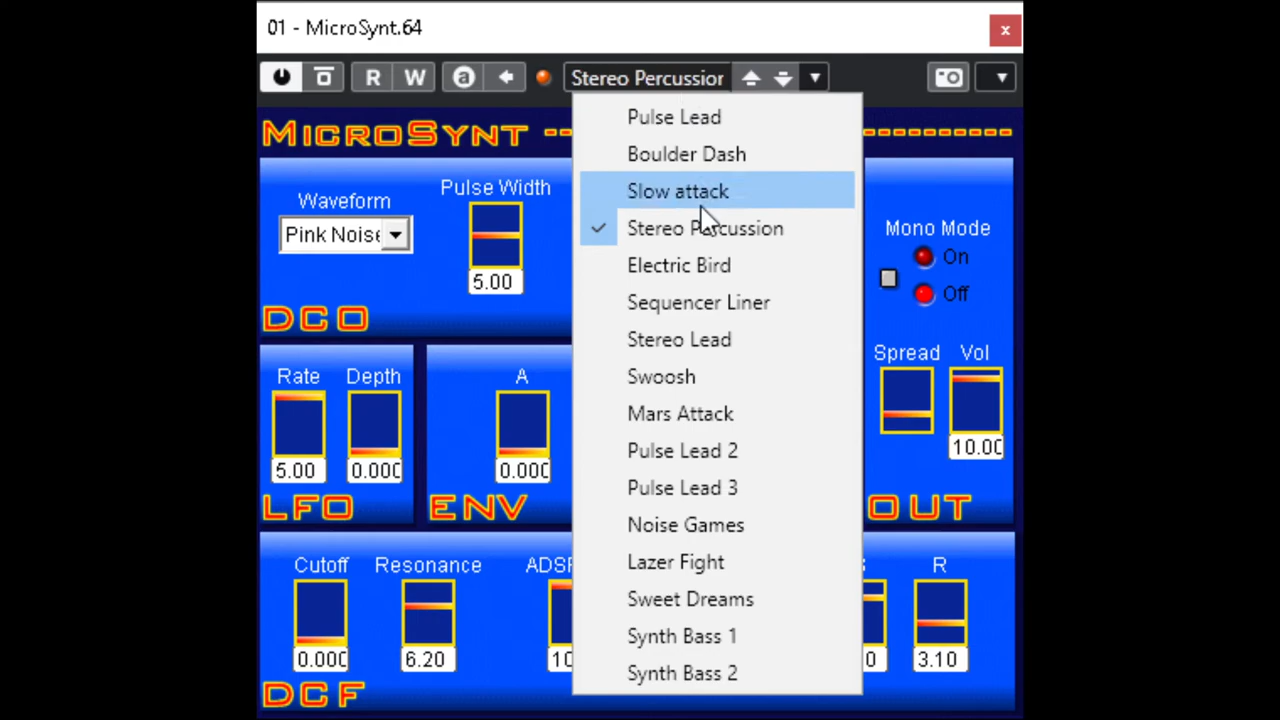 01 - MicroSynt.64
x
R W a
Stereo Percussion
MicroSynt
Pulse Lead
Boulder Dash
Slow attack
Stereo Percussion
Electric Bird
Sequencer Liner
Stereo Lead
Swoosh
Mars Attack
Pulse Lead 2
Pulse Lead 3
Noise Games
Lazer Fight
Sweet Dreams
Synth Bass 1
Synth Bass 2
Waveform
Pink Noise
Pulse Width
5.00
DCO
Mono Mode
On
Off
Rate Depth
5.00 0.000
LFO
A
0.000
ENV
Spread Vol
10.00
OUT
Cutoff Resonance ADSR
R
0.000 6.20 10
0 3.10
DCF